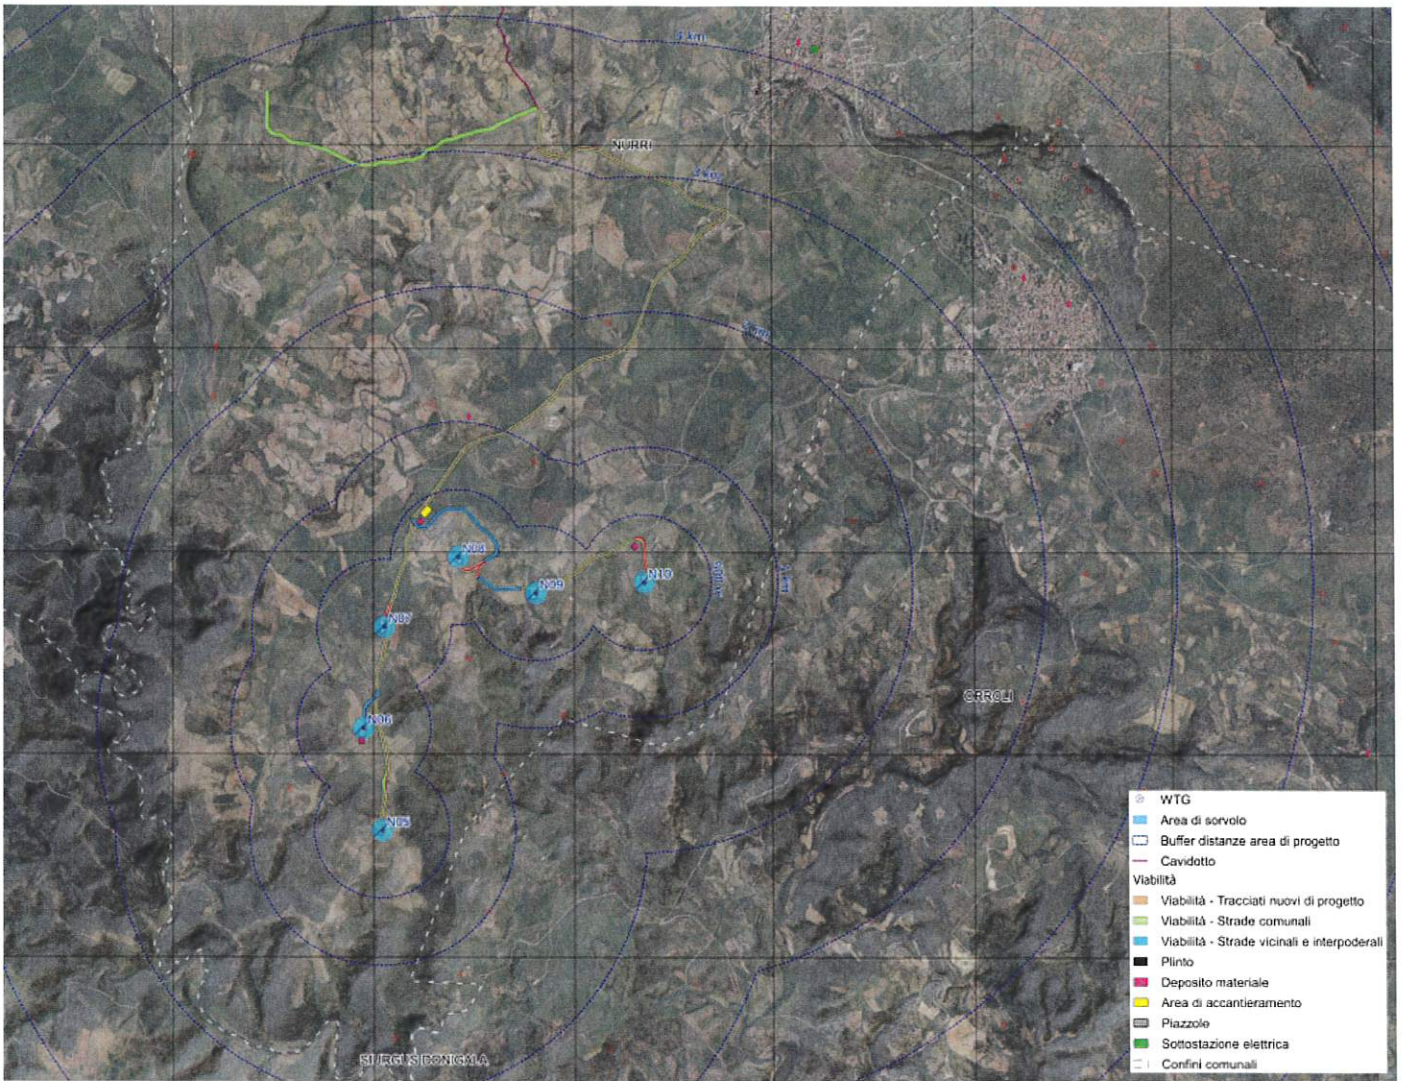 4 km
NURRI
3 km
2 km
N08
N09
N10
500 m
1 km
N07
ORROLI
N06
N05
SIURGUS DONIGALA
WTG
Area di sorvolo
Buffer distanze area di progetto
Cavidotto
Viabilità
Viabilità - Tracciati nuovi di progetto
Viabilità - Strade comunali
Viabilità - Strade vicinali e interpoderali
Plinto
Deposito materiale
Area di accantieramento
Piazzole
Sottostazione elettrica
Confini comunali